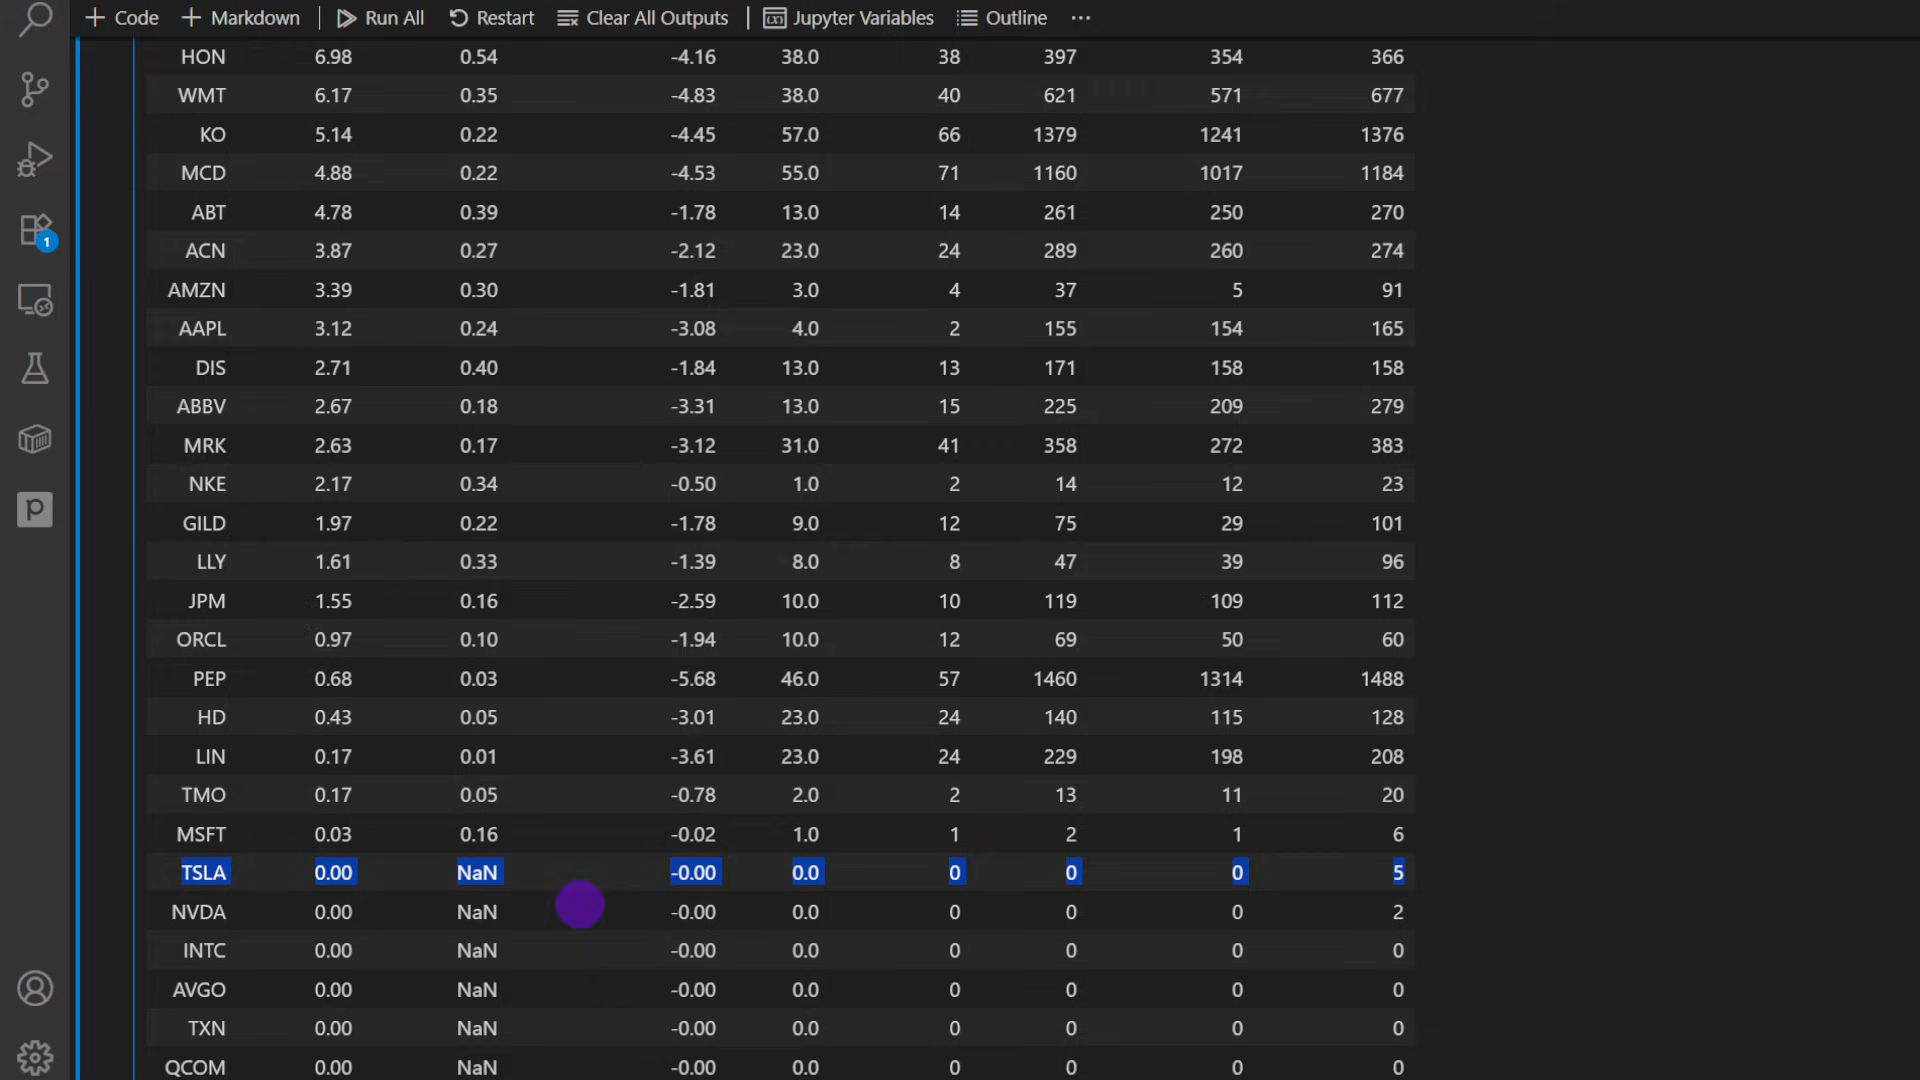 Code Markdown Run All Restart Clear All Outputs Jupyter Variables Outline ...
HON 6.98 0.54 -4.16 38.0 38 397 354 366
WMT 6.17 0.35 -4.83 38.0 40 621 571 677
KO 5.14 0.22 -4.45 57.0 66 1379 1241 1376
MCD 4.88 0.22 -4.53 55.0 71 1160 1017 1184
ABT 4.78 0.39 -1.78 13.0 14 261 250 270
1
ACN 3.87 0.27 -2.12 23.0 24 289 260 274
AMZN 3.39 0.30 -1.81 3.0 4 37 5 91
AAPL 3.12 0.24 -3.08 4.0 2 155 154 165
DIS 2.71 0.40 -1.84 13.0 13 171 158 158
ABBV 2.67 0.18 -3.31 13.0 15 225 209 279
MRK 2.63 0.17 -3.12 31.0 41 358 272 383
NKE 2.17 0.34 -0.50 1.0 2 14 12 23
p
GILD 1.97 0.22 -1.78 9.0 12 75 29 101
LLY 1.61 0.33 -1.39 8.0 8 47 39 96
JPM 1.55 0.16 -2.59 10.0 10 119 109 112
ORCL 0.97 0.10 -1.94 10.0 12 69 50 60
PEP 0.68 0.03 -5.68 46.0 57 1460 1314 1488
HD 0.43 0.05 -3.01 23.0 24 140 115 128
LIN 0.17 0.01 -3.61 23.0 24 229 198 208
TMO 0.17 0.05 -0.78 2.0 2 13 11 20
MSFT 0.03 0.16 -0.02 1.0 1 2 1 6
TSLA 0.00 NaN -0.00 0.0 0 0 0 5
NVDA 0.00 NaN -0.00 0.0 0 0 0 2
INTC 0.00 NaN -0.00 0.0 0 0 0 0
AVGO 0.00 NaN -0.00 0.0 0 0 0 0
TXN 0.00 NaN -0.00 0.0 0 0 0 0
QCOM 0.00 NaN -0.00 0.0 0 0 0 0